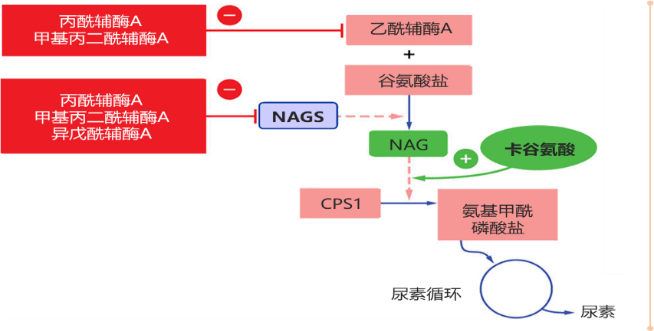 丙酰辅酶A
甲基丙二酰辅酶A
−
乙酰辅酶A
+
谷氨酸盐
丙酰辅酶A
甲基丙二酰辅酶A
异戊酰辅酶A
−
NAGS
NAG
+
卡谷氨酸
CPS1
氨基甲酰
磷酸盐
尿素循环
尿素